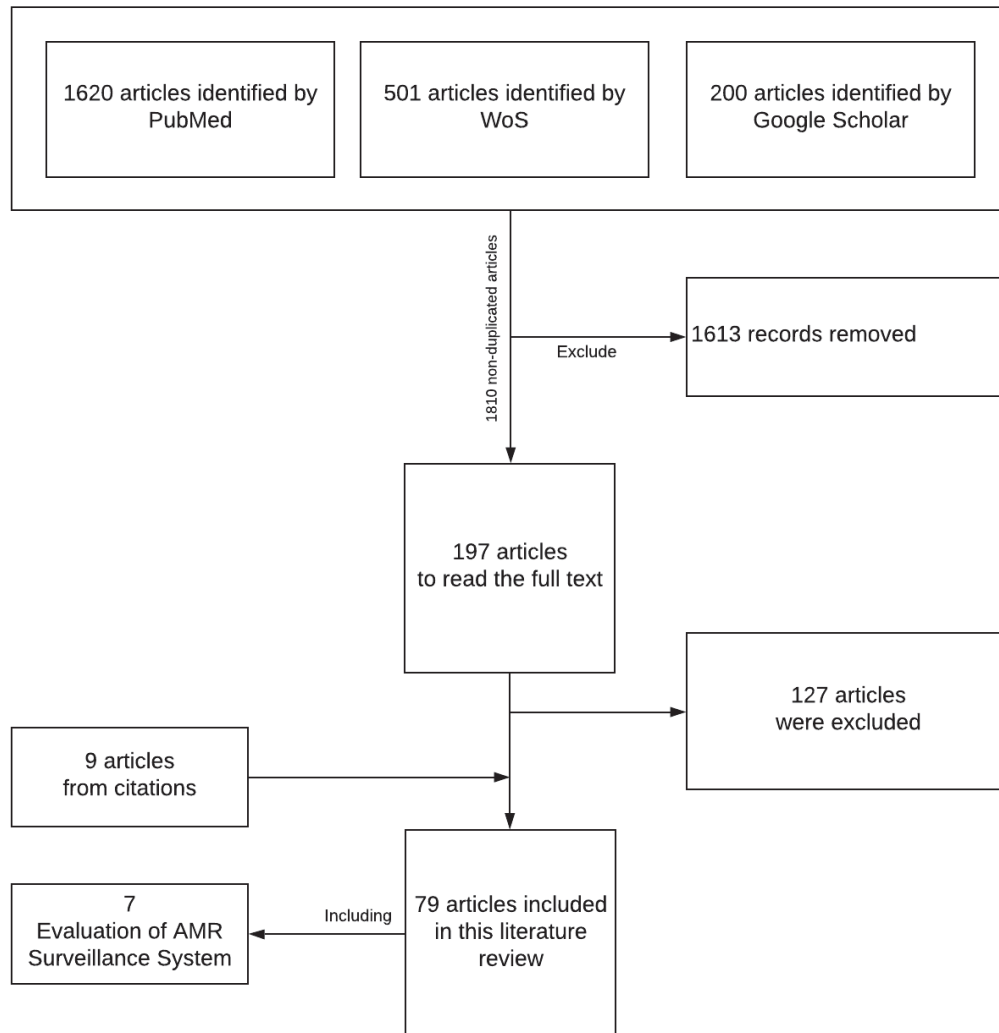 1620 articles identified by
PubMed
501 articles identified by
WoS
200 articles identified by
Google Scholar
1810 non-duplicated articles
Exclude
1613 records removed
197 articles
to read the full text
127 articles
were excluded
9 articles
from citations
79 articles included
in this literature
review
Including
7
Evaluation of AMR
Surveillance System